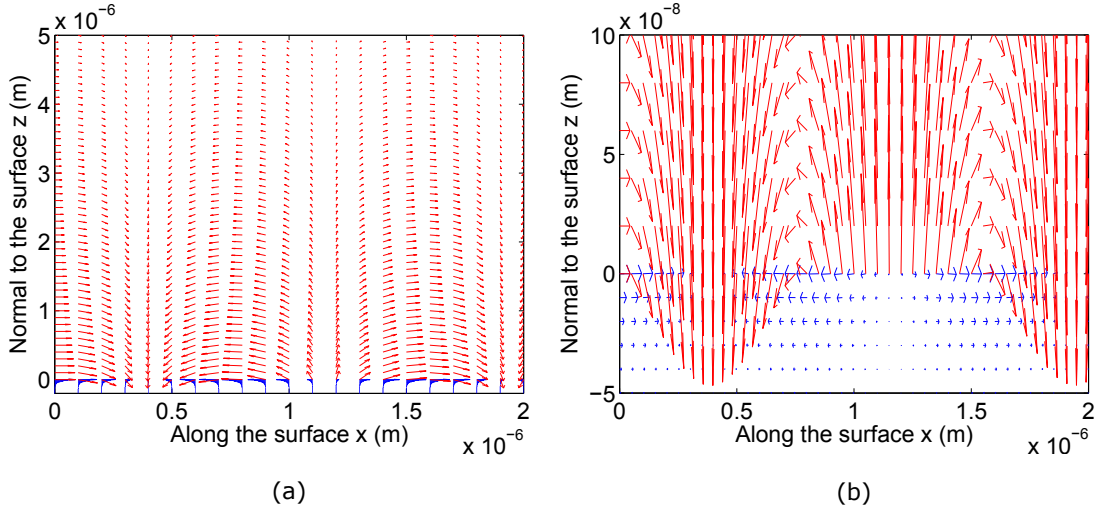 x 10⁻⁶
5
4
3
2
1
0
Normal to the surface z (m)
0 0.5 1 1.5 2
Along the surface x (m)
x 10⁻⁶
(a)
x 10⁻⁸
10
5
0
−5
Normal to the surface z (m)
0 0.5 1 1.5 2
Along the surface x (m)
x 10⁻⁶
(b)